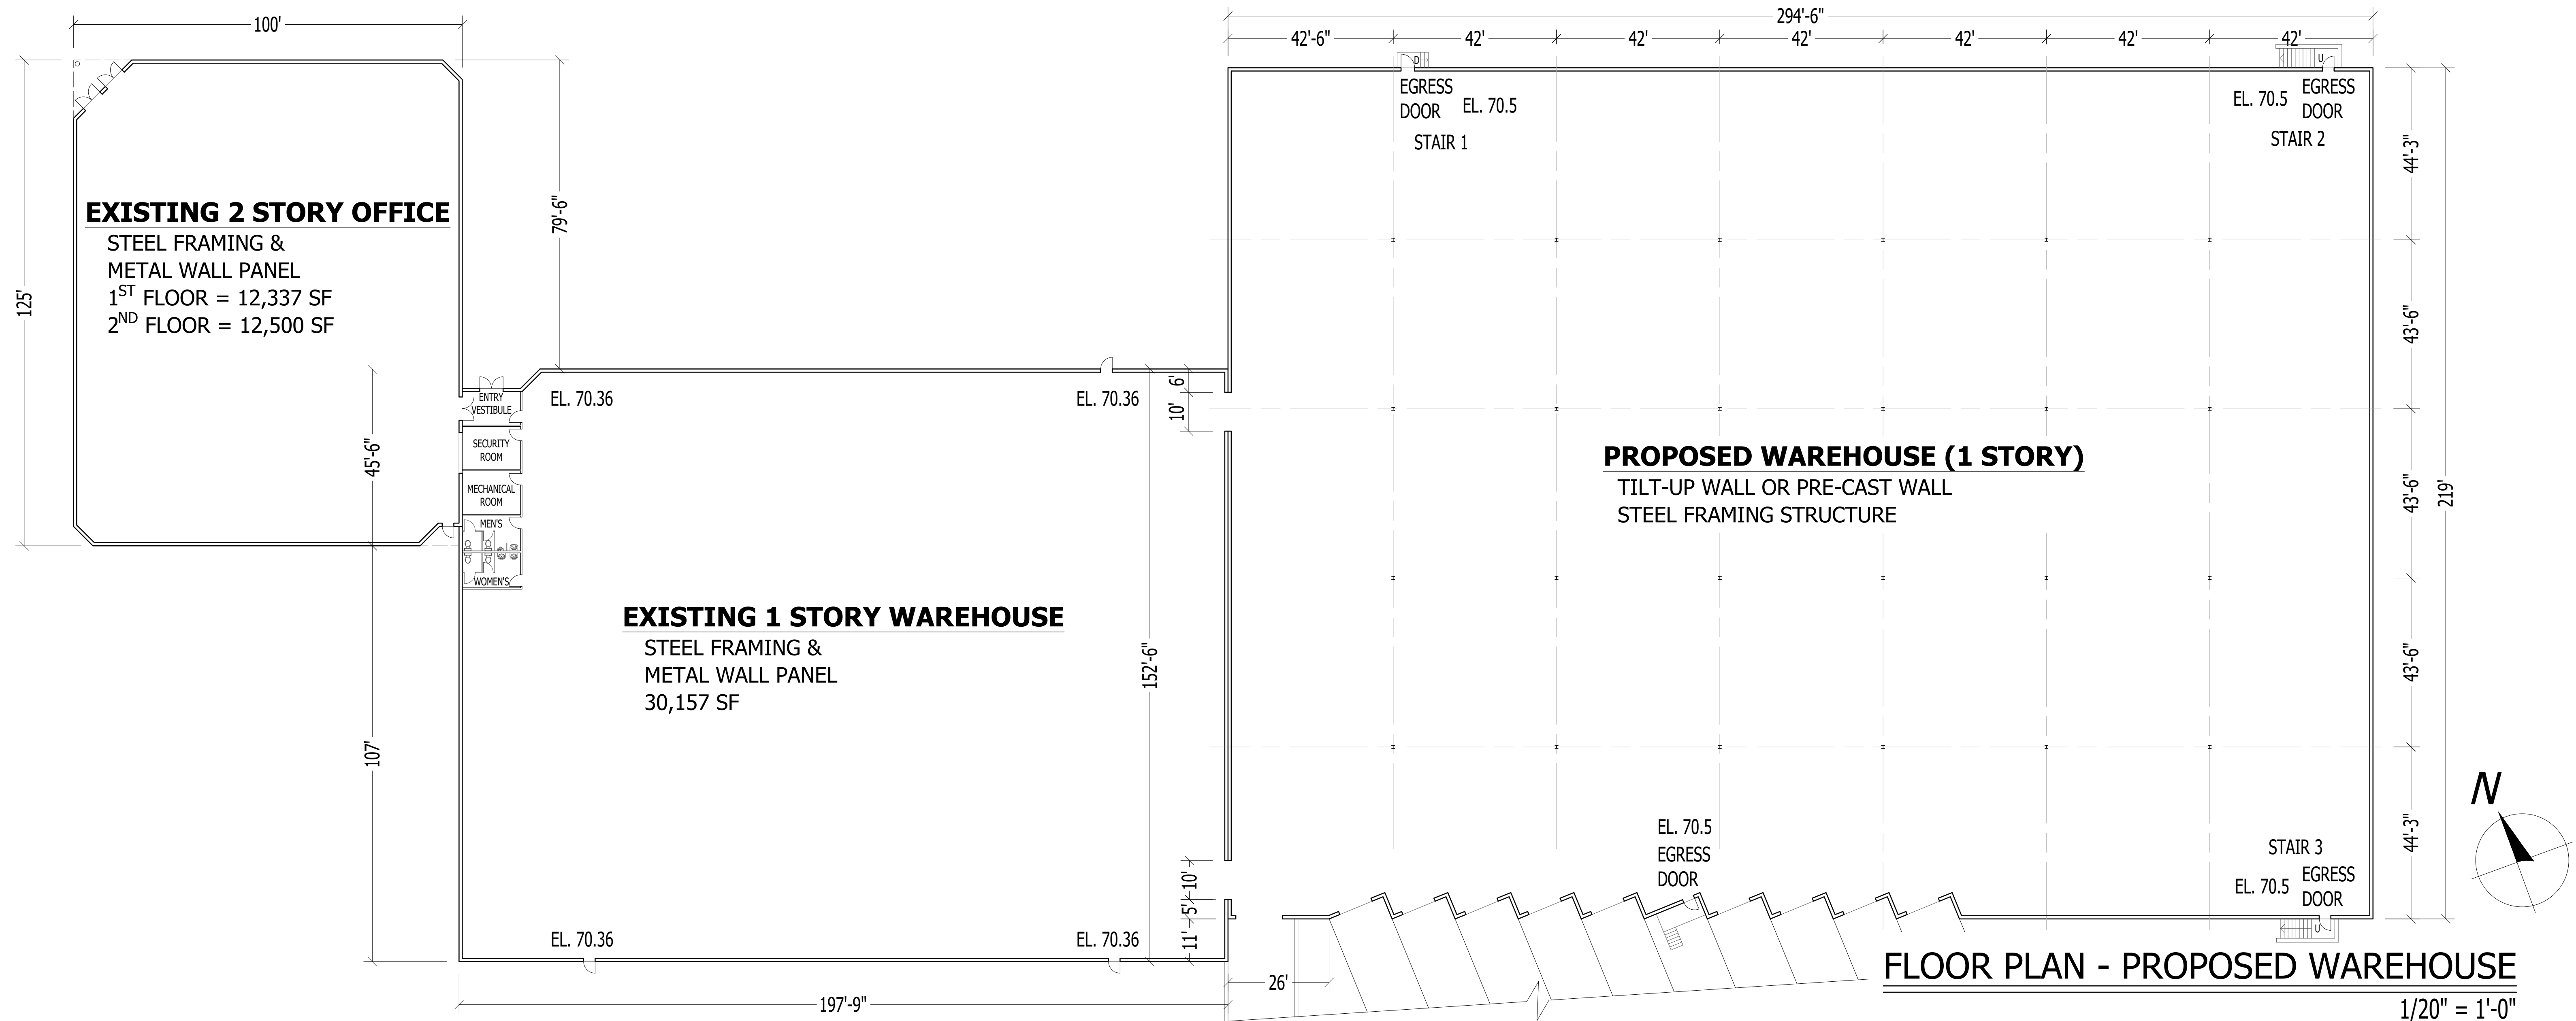 100'
294'-6"
42'-6"
42'
42'
42'
42'
42'
42'
D
U
EGRESS
DOOR
EL. 70.5
STAIR 1
EL. 70.5
EGRESS
DOOR
STAIR 2
125'
79'-6"
44'-3"
43'-6"
43'-6"
43'-6"
44'-3"
219'
EXISTING 2 STORY OFFICE
STEEL FRAMING &
METAL WALL PANEL
1ST FLOOR = 12,337 SF
2ND FLOOR = 12,500 SF
45'-6"
107'
EL. 70.36
EL. 70.36
6'
10'
ENTRY
VESTIBULE
SECURITY
ROOM
MECHANICAL
ROOM
MEN'S
WOMEN'S
PROPOSED WAREHOUSE (1 STORY)
TILT-UP WALL OR PRE-CAST WALL
STEEL FRAMING STRUCTURE
EXISTING 1 STORY WAREHOUSE
STEEL FRAMING &
METAL WALL PANEL
30,157 SF
152'-6"
10'
5'
11'
EL. 70.36
EL. 70.36
EL. 70.5
EGRESS
DOOR
STAIR 3
EL. 70.5
EGRESS
DOOR
U
N
26'
197'-9"
FLOOR PLAN - PROPOSED WAREHOUSE
1/20" = 1'-0"